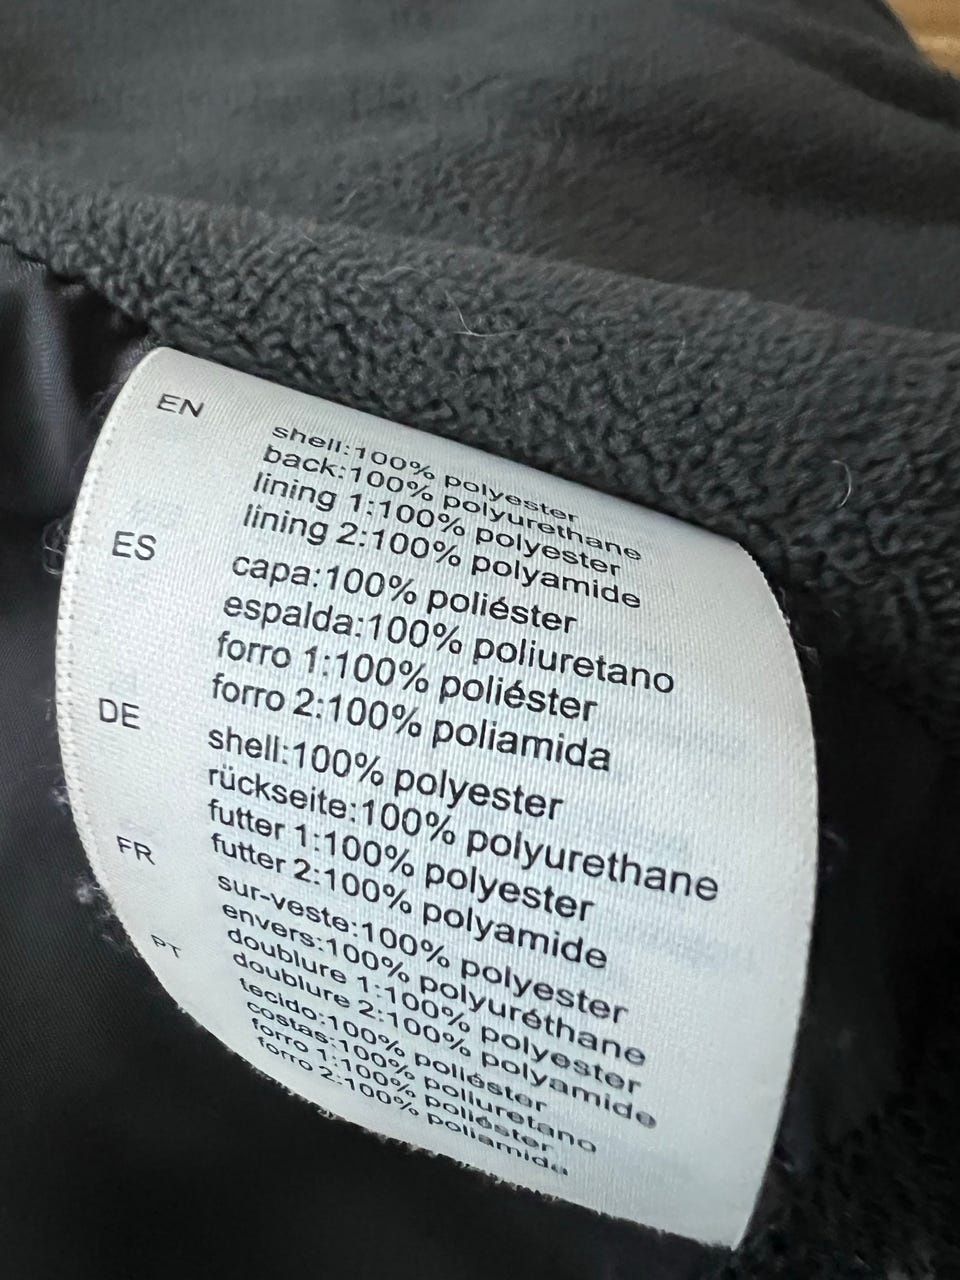 EN
shell:100% polyester
back:100% polyurethane
lining 1:100% polyester
lining 2:100% polyamide
ES
capa:100% poliéster
espalda:100% poliuretano
forro 1:100% poliéster
forro 2:100% poliamida
DE
shell:100% polyester
rückseite:100% polyurethane
futter 1:100% polyester
futter 2:100% polyamide
FR
sur-veste:100% polyester
envers:100% polyuréthane
doublure 1:100% polyester
doublure 2:100% polyamide
PT
tecido:100% poliéster
costas:100% poliuretano
forro 1:100% poliéster
forro 2:100% poliamida